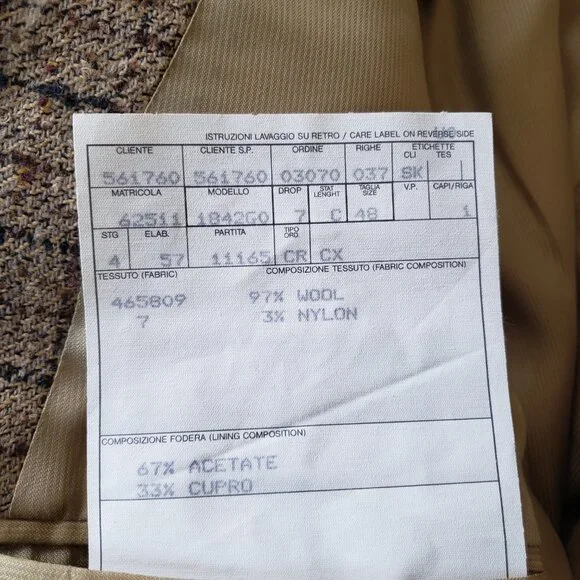 ISTRUZIONI LAVAGGIO SU RETRO / CARE LABEL ON REVERSE SIDE
CLIENTE CLIENTE S.P. ORDINE RIGHE ETICHETTE
CLI TES
561760 561760 03070 037 SK
MATRICOLA MODELLO DROP STAT LENGHT TAGLIA SIZE V.P. CAPI/RIGA
62511 1842GO 7 C 48 1
STG ELAB. PARTITA TIPO ORD.
4 57 11165 CR CX
TESSUTO (FABRIC) COMPOSIZIONE TESSUTO (FABRIC COMPOSITION)
465809 97% WOOL
7 3% NYLON
COMPOSIZIONE FODERA (LINING COMPOSITION)
67% ACETATE
33% CUPRO